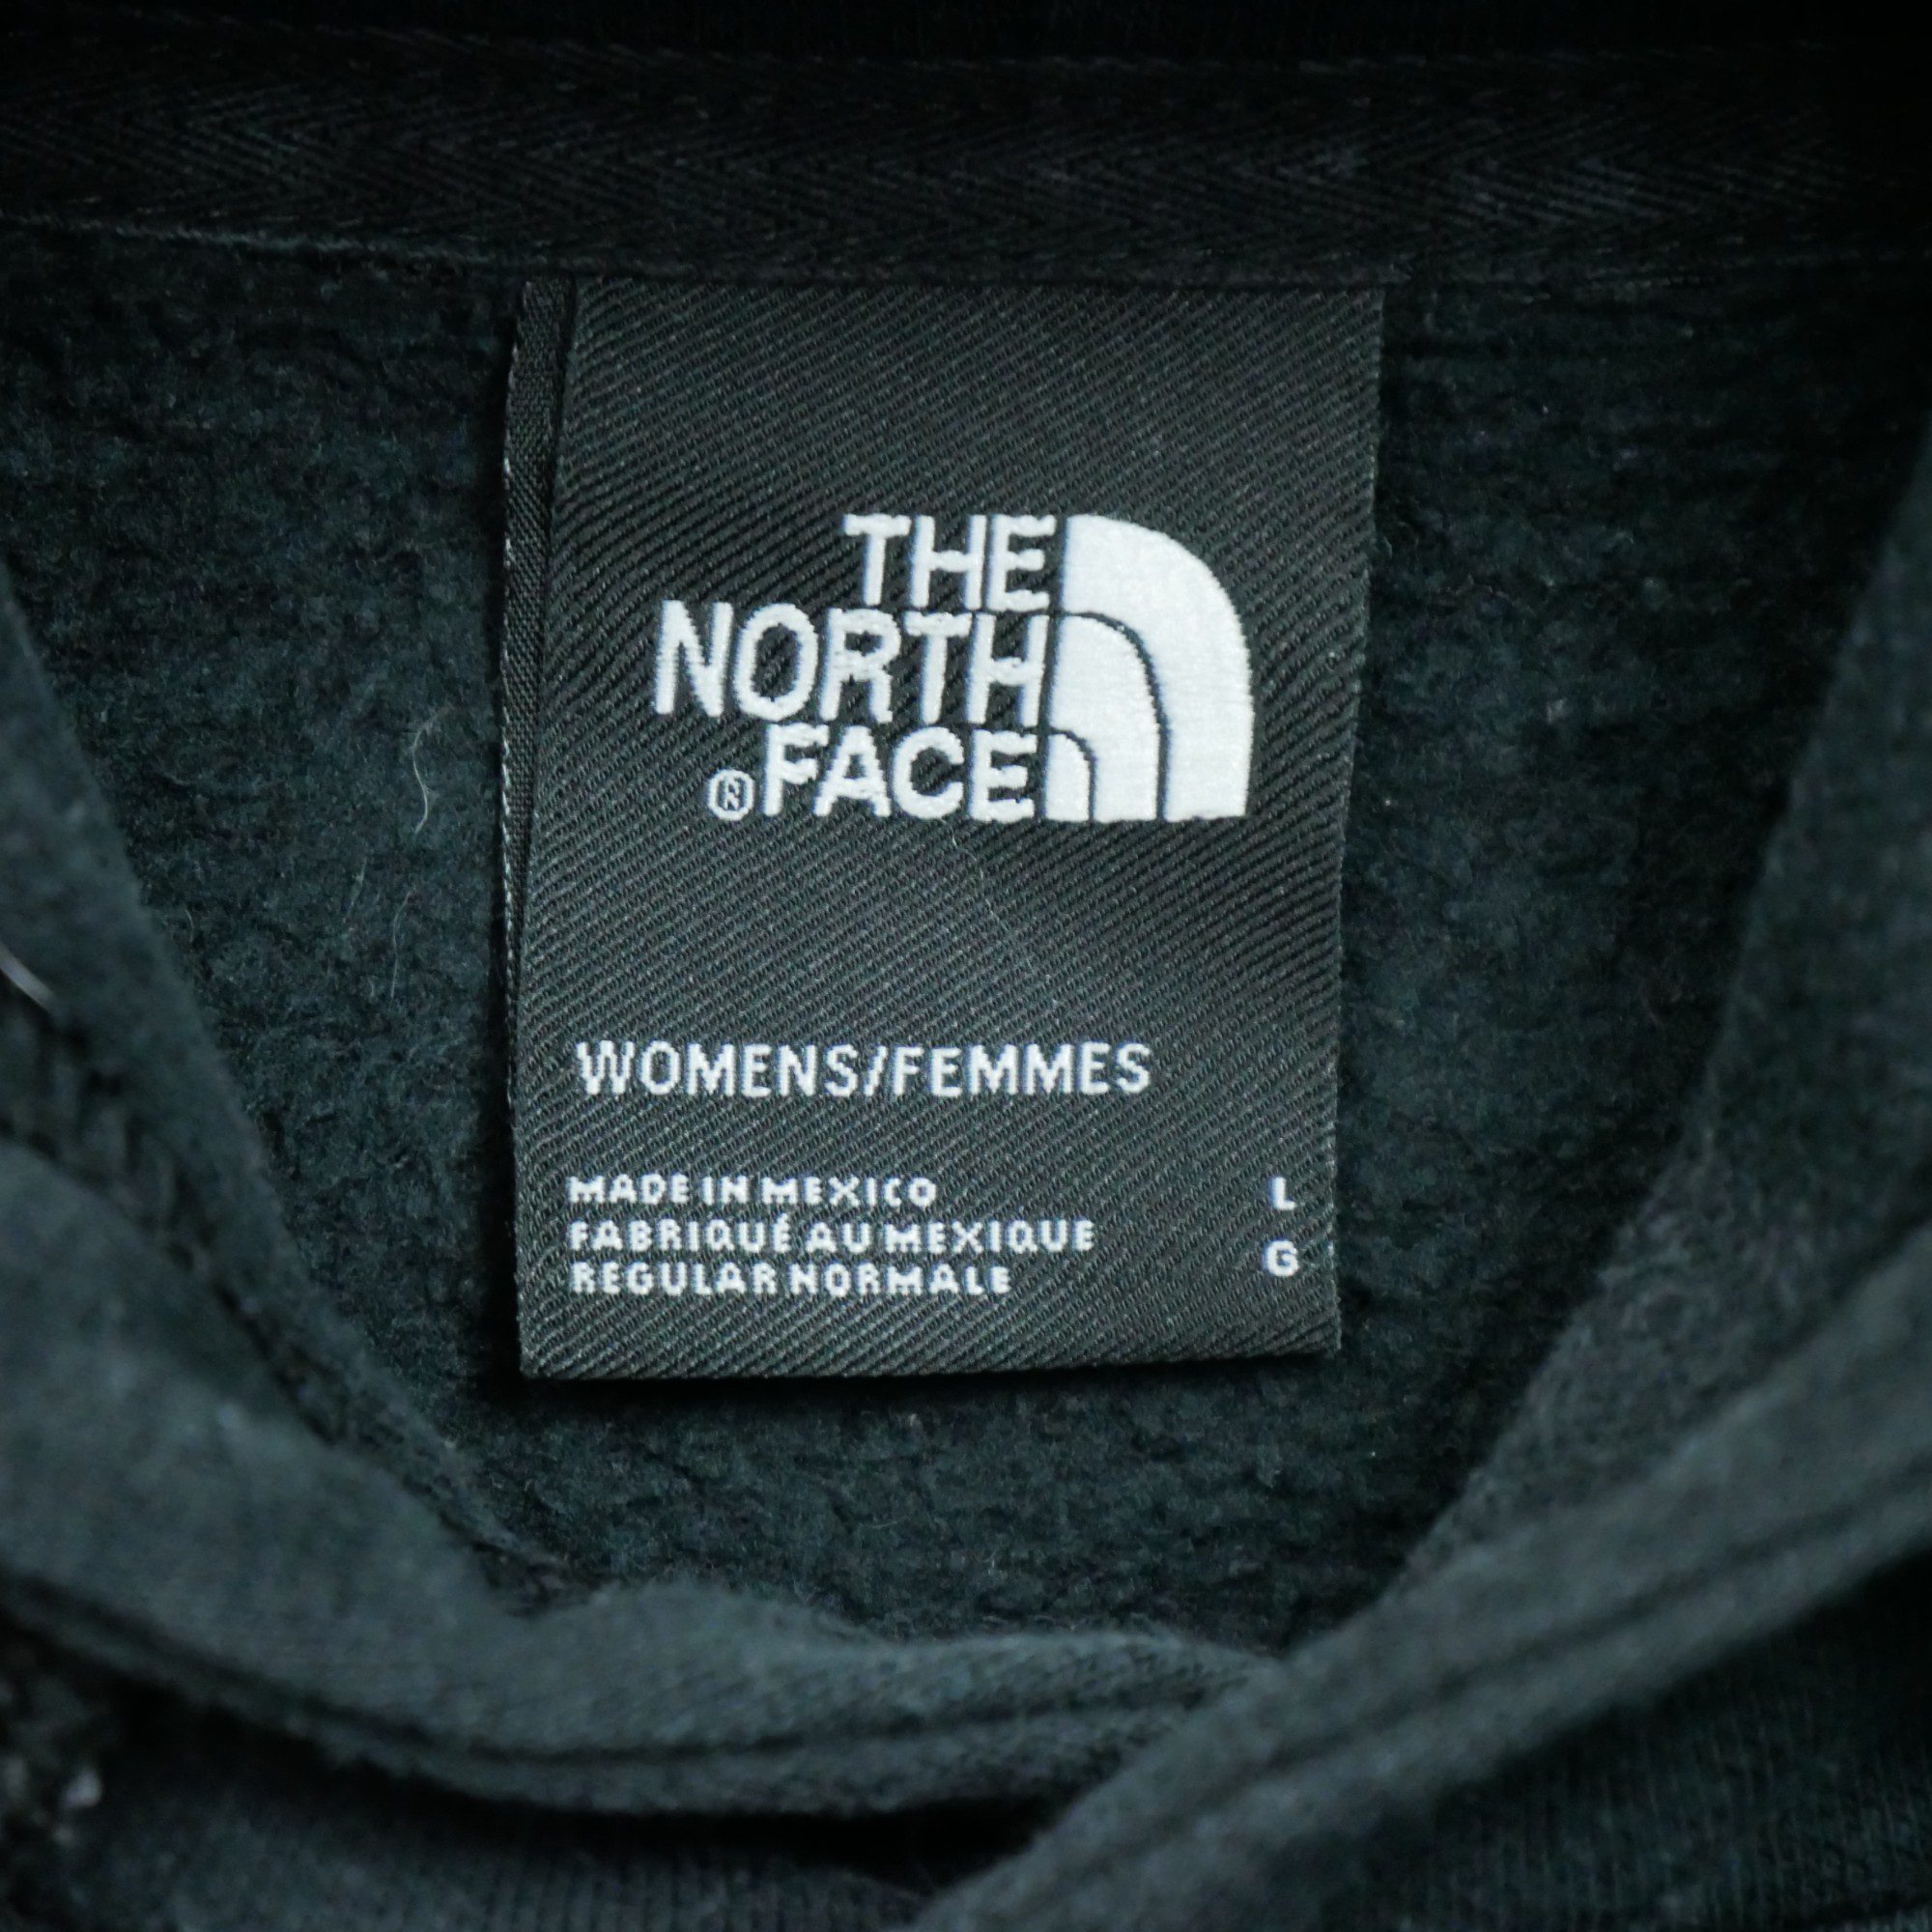 THE
NORTH
®FACE
WOMENS/FEMMES
MADE IN MEXICO L
FABRIQUÉ AU MEXIQUE G
REGULAR NORMALE